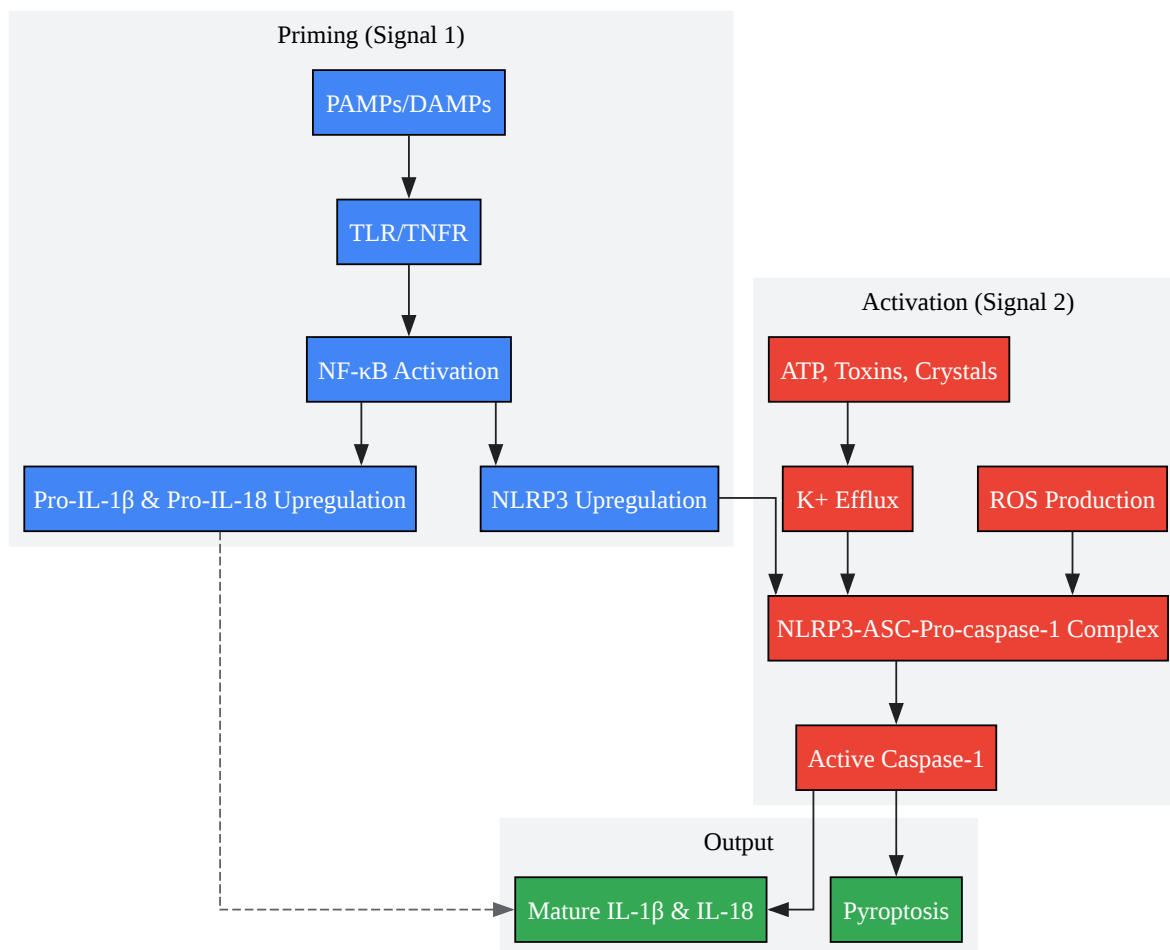 Priming (Signal 1)
PAMPs/DAMPs
TLR/TNFR
NF-κB Activation
Pro-IL-1β & Pro-IL-18 Upregulation
NLRP3 Upregulation
Activation (Signal 2)
ATP, Toxins, Crystals
K+ Efflux
ROS Production
NLRP3-ASC-Pro-caspase-1 Complex
Active Caspase-1
Output
Mature IL-1β & IL-18
Pyroptosis